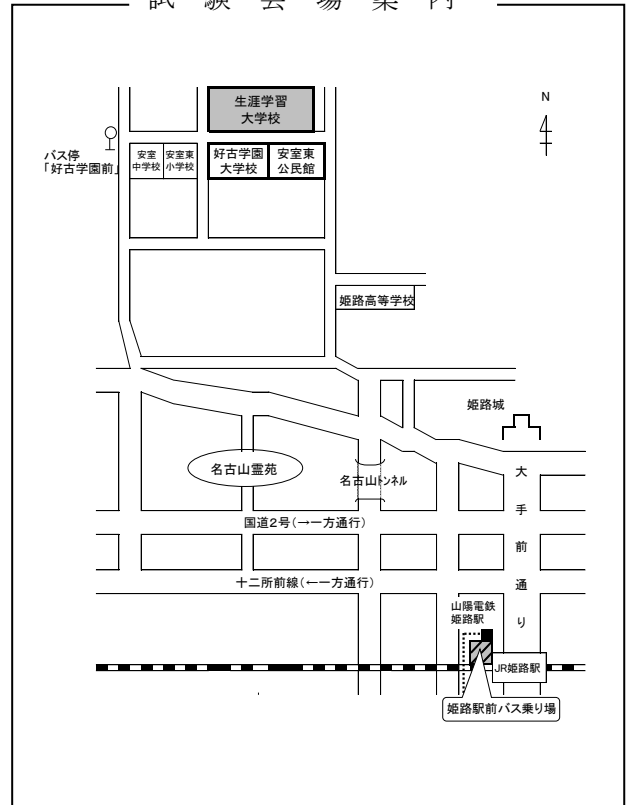 試験会場案内
生涯学習
大学校
N
バス停
「好古学園前」
安室
中学校
安室東
小学校
好古学園
大学校
安室東
公民館
姫路高等学校
姫路城
名古山霊苑
名古山トンネル
大手前通り
国道2号(→一方通行)
十二所前線(←一方通行)
山陽電鉄
姫路駅
JR姫路駅
姫路駅前バス乗り場